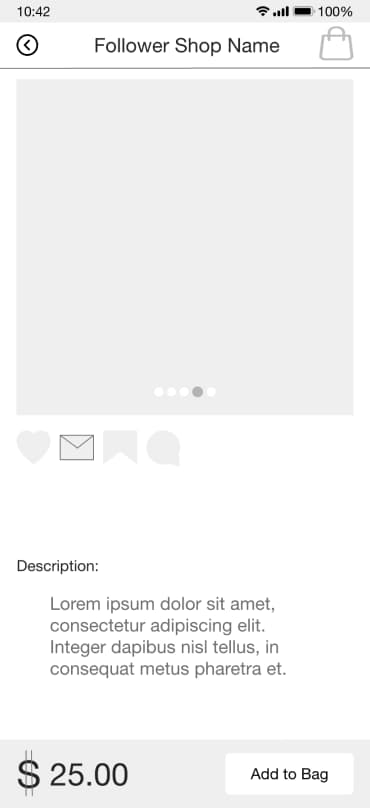 10:42
100%
Follower Shop Name
Description:
Lorem ipsum dolor sit amet,
consectetur adipiscing elit.
Integer dapibus nisl tellus, in
consequat metus pharetra et.
$ 25.00
Add to Bag